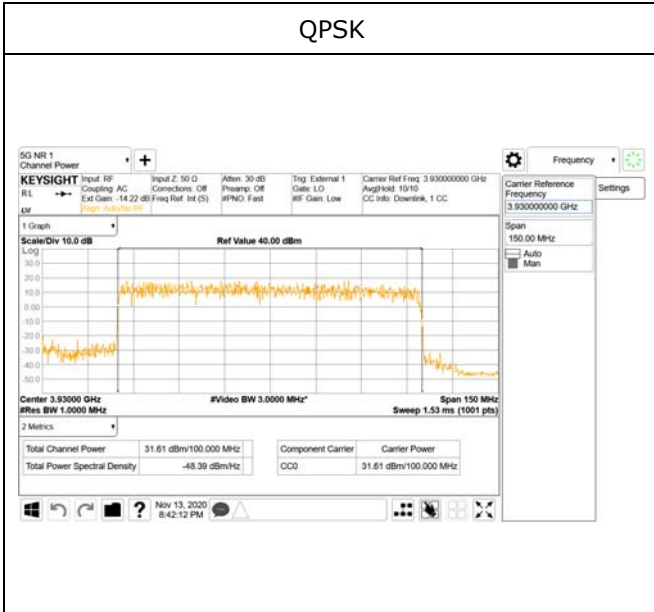 QPSK
5G NR 1
Channel Power
Frequency
KEYSIGHT
RL
Input: RF
Coupling: AC
Ext Gain: -14.22 dB
Align: Auto/No RF
Input Z: 50 Ω
Corrections: Off
Freq Ref: Int (S)
Atten: 30 dB
Preamp: Off
#PNO: Fast
Trig: External 1
Gate: LO
#IF Gain: Low
Carrier Ref Freq: 3.930000000 GHz
Avg|Hold: 10/10
CC Info: Downlink, 1 CC
Carrier Reference
Frequency
3.930000000 GHz
Settings
Span
150.00 MHz
Auto
Man
1 Graph
Scale/Div 10.0 dB
Ref Value 40.00 dBm
Log
30.0
20.0
10.0
0.00
-10.0
-20.0
-30.0
-40.0
-50.0
Center 3.93000 GHz
#Video BW 3.0000 MHz*
Span 150 MHz
#Res BW 1.0000 MHz
Sweep 1.53 ms (1001 pts)
2 Metrics
Total Channel Power 31.61 dBm/100.000 MHz
Total Power Spectral Density -48.39 dBm/Hz
Component Carrier Carrier Power
CC0 31.61 dBm/100.000 MHz
?
Nov 13, 2020
8:42:12 PM